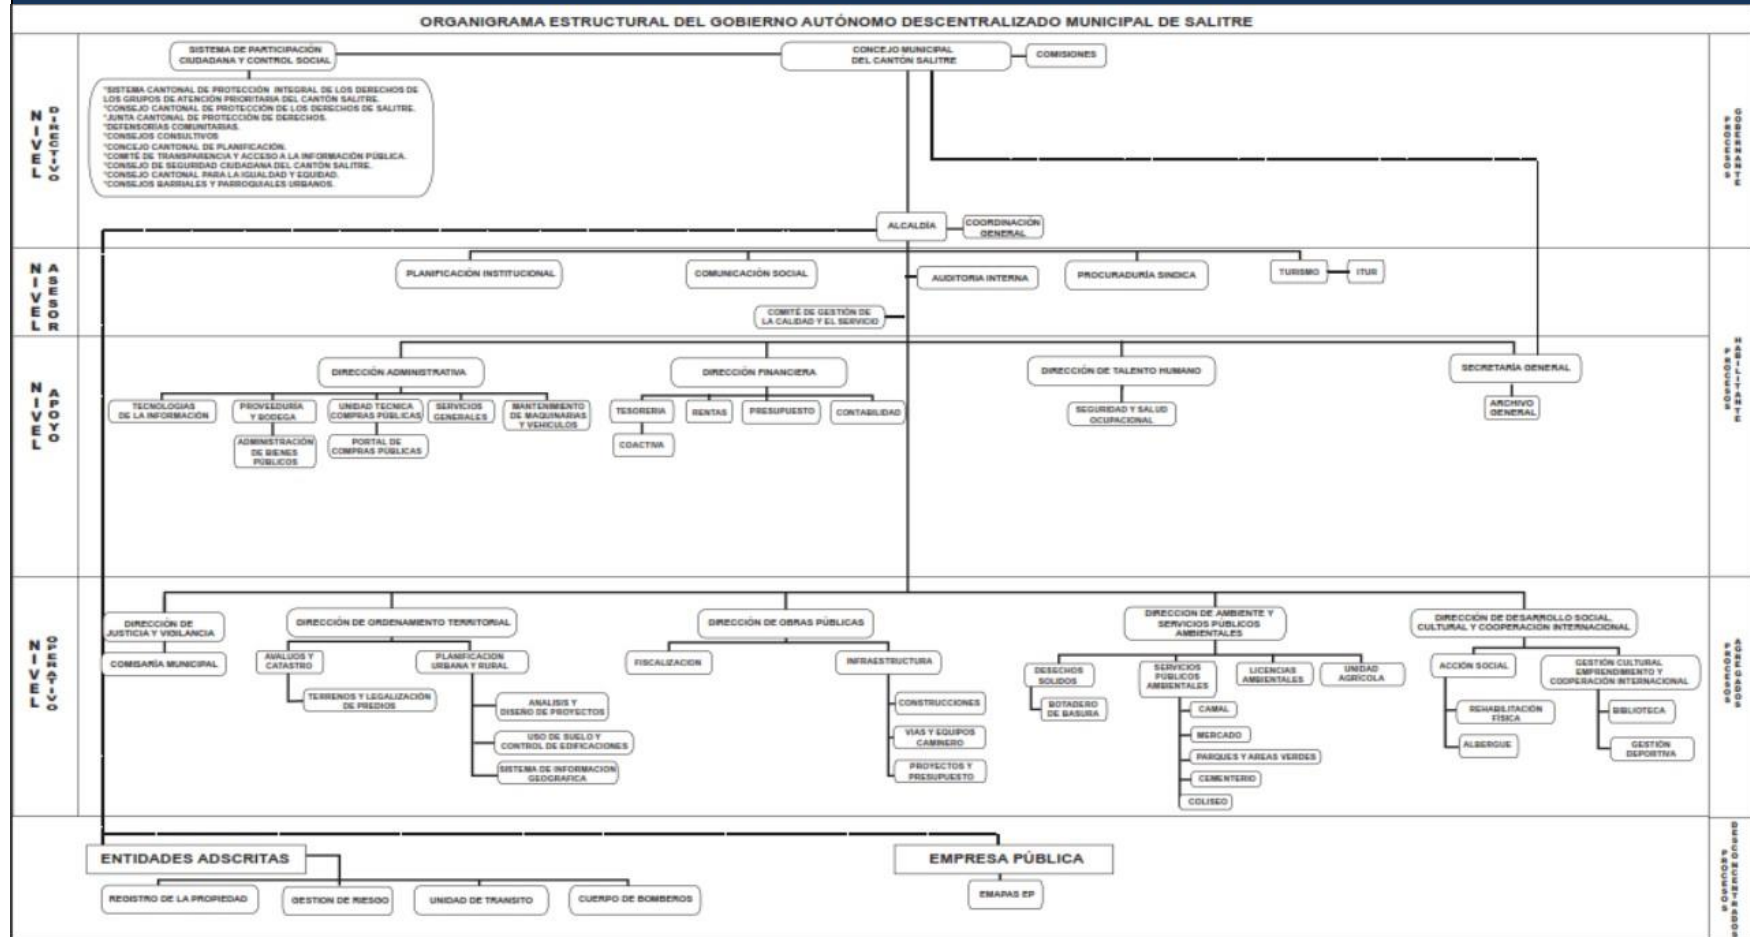 ORGANIGRAMA ESTRUCTURAL DEL GOBIERNO AUTÓNOMO DESCENTRALIZADO MUNICIPAL DE SALITRE
NIVEL DIRECTIVO
SISTEMA DE PARTICIPACIÓN
CIUDADANA Y CONTROL SOCIAL
CONCEJO MUNICIPAL
DEL CANTÓN SALITRE
COMISIONES
*SISTEMA CANTONAL DE PROTECCIÓN INTEGRAL DE LOS DERECHOS DE
LOS GRUPOS DE ATENCIÓN PRIORITARIA DEL CANTÓN SALITRE.
*CONSEJO CANTONAL DE PROTECCIÓN DE LOS DERECHOS DE SALITRE.
*JUNTA CANTONAL DE PROTECCIÓN DE DERECHOS.
*DEFENSORIAS COMUNITARIAS.
*CONSEJOS CONSULTIVOS
*CONCEJO CANTONAL DE PLANIFICACIÓN.
*COMITÉ DE TRANSPARENCIA Y ACCESO A LA INFORMACIÓN PÚBLICA.
*CONSEJO DE SEGURIDAD CIUDADANA DEL CANTÓN SALITRE.
*CONSEJO CANTONAL PARA LA IGUALDAD Y EQUIDAD.
*CONSEJOS BARRIALES Y PARROQUIALES URBANOS.
PROCESOS GOBERNANTE
ALCALDÍA
COORDINACIÓN
GENERAL
NIVEL ASESOR
PLANIFICACIÓN INSTITUCIONAL
COMUNICACIÓN SOCIAL
AUDITORIA INTERNA
PROCURADURÍA SINDICA
TURISMO
ITUR
COMITÉ DE GESTIÓN DE
LA CALIDAD Y EL SERVICIO
PROCESOS HABILITANTE
NIVEL APOYO
DIRECCIÓN ADMINISTRATIVA
DIRECCIÓN FINANCIERA
DIRECCIÓN DE TALENTO HUMANO
SECRETARÍA GENERAL
TECNOLOGIAS
DE LA INFORMACIÓN
PROVEEDURÍA
Y BODEGA
UNIDAD TECNICA
COMPRAS PÚBLICAS
SERVICIOS
GENERALES
MANTENIMIENTO
DE MAQUINARIAS
Y VEHICULOS
TESORERIA
RENTAS
PRESUPUESTO
CONTABILIDAD
SEGURIDAD Y SALUD
OCUPACIONAL
ARCHIVO
GENERAL
ADMINISTRACIÓN
DE BIENES
PÚBLICOS
PORTAL DE
COMPRAS PÚBLICAS
COACTIVA
NIVEL OPERATIVO
DIRECCIÓN DE
JUSTICIA Y VIGILANCIA
DIRECCIÓN DE ORDENAMIENTO TERRITORIAL
DIRECCIÓN DE OBRAS PÚBLICAS
DIRECCION DE AMBIENTE Y
SERVICIOS PÚBLICOS
AMBIENTALES
DIRECCIÓN DE DESARROLLO SOCIAL,
CULTURAL Y COOPERACION INTERNACIONAL
COMISARÍA MUNICIPAL
AVALUOS Y
CATASTRO
PLANIFICACION
URBANA Y RURAL
FISCALIZACION
INFRAESTRUCTURA
DESECHOS
SOLIDOS
SERVICIOS
PÚBLICOS
AMBIENTALES
LICENCIAS
AMBIENTALES
UNIDAD
AGRÍCOLA
ACCIÓN SOCIAL
GESTIÓN CULTURAL
EMPRENDIMIENTO Y
COOPERACIÓN INTERNACIONAL
TERRENOS Y LEGALIZACIÓN
DE PREDIOS
ANALISIS Y
DISEÑO DE PROYECTOS
USO DE SUELO Y
CONTROL DE EDIFICACIONES
SISTEMA DE INFORMACION
GEOGRAFICA
CONSTRUCCIONES
VIAS Y EQUIPOS
CAMINERO
PROYECTOS Y
PRESUPUESTO
BOTADERO
DE BASURA
CAMAL
MERCADO
PARQUES Y AREAS VERDES
CEMENTERIO
COLISEO
REHABILITACIÓN
FÍSICA
ALBERGUE
BIBLIOTECA
GESTIÓN
DEPORTIVA
PROCESOS AGREGADOS
ENTIDADES ADSCRITAS
EMPRESA PÚBLICA
REGISTRO DE LA PROPIEDAD
GESTION DE RIESGO
UNIDAD DE TRANSITO
CUERPO DE BOMBEROS
EMAPAS EP
PROCESOS DESCONCENTRADOS